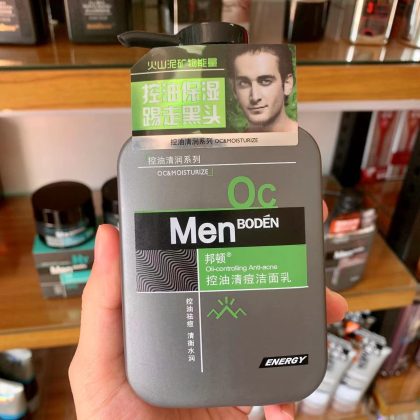 火山泥矿物能量
控油保湿
踢走黑头
控油清润系列 OC&MOISTURIZE
控油清润系列
OC&MOISTURIZE
Oc
Men BODÉN
邦顿®
Oil-controlling Anti-acne
控油清痘洁面乳
控油祛痘 清衡水润
ENERGY